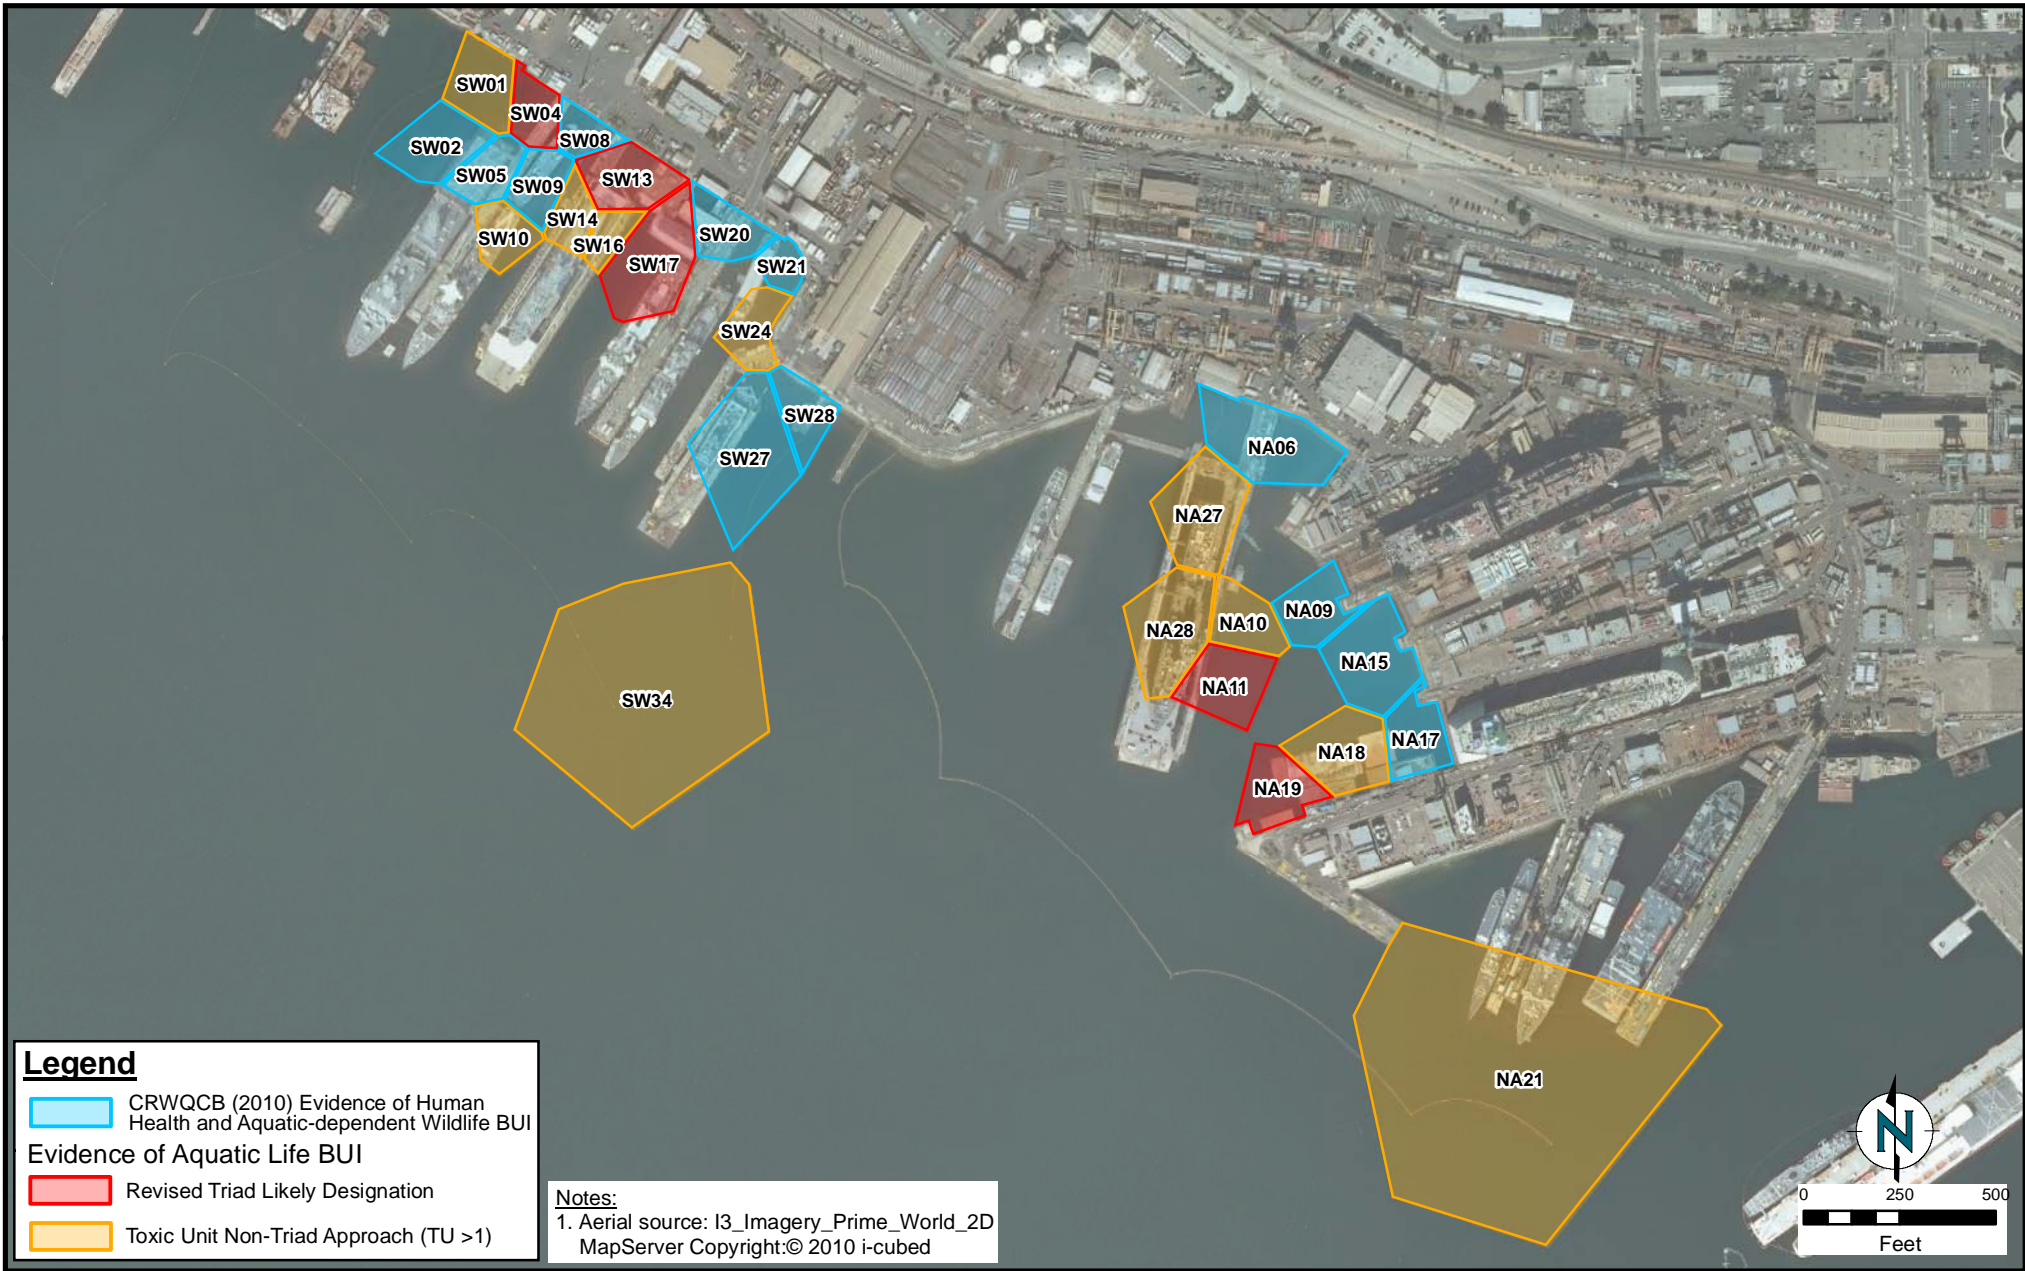 SW01
SW04
SW08
SW02
SW05
SW09
SW13
SW14
SW10
SW16
SW17
SW20
SW21
SW24
SW28
SW27
SW34
NA06
NA27
NA28
NA10
NA09
NA15
NA11
NA17
NA18
NA19
NA21
Legend
CRWQCB (2010) Evidence of Human
Health and Aquatic-dependent Wildlife BUI
Evidence of Aquatic Life BUI
Revised Triad Likely Designation
Toxic Unit Non-Triad Approach (TU >1)
Notes:
1. Aerial source: I3_Imagery_Prime_World_2D
MapServer Copyright:© 2010 i-cubed
N
0 250 500
Feet